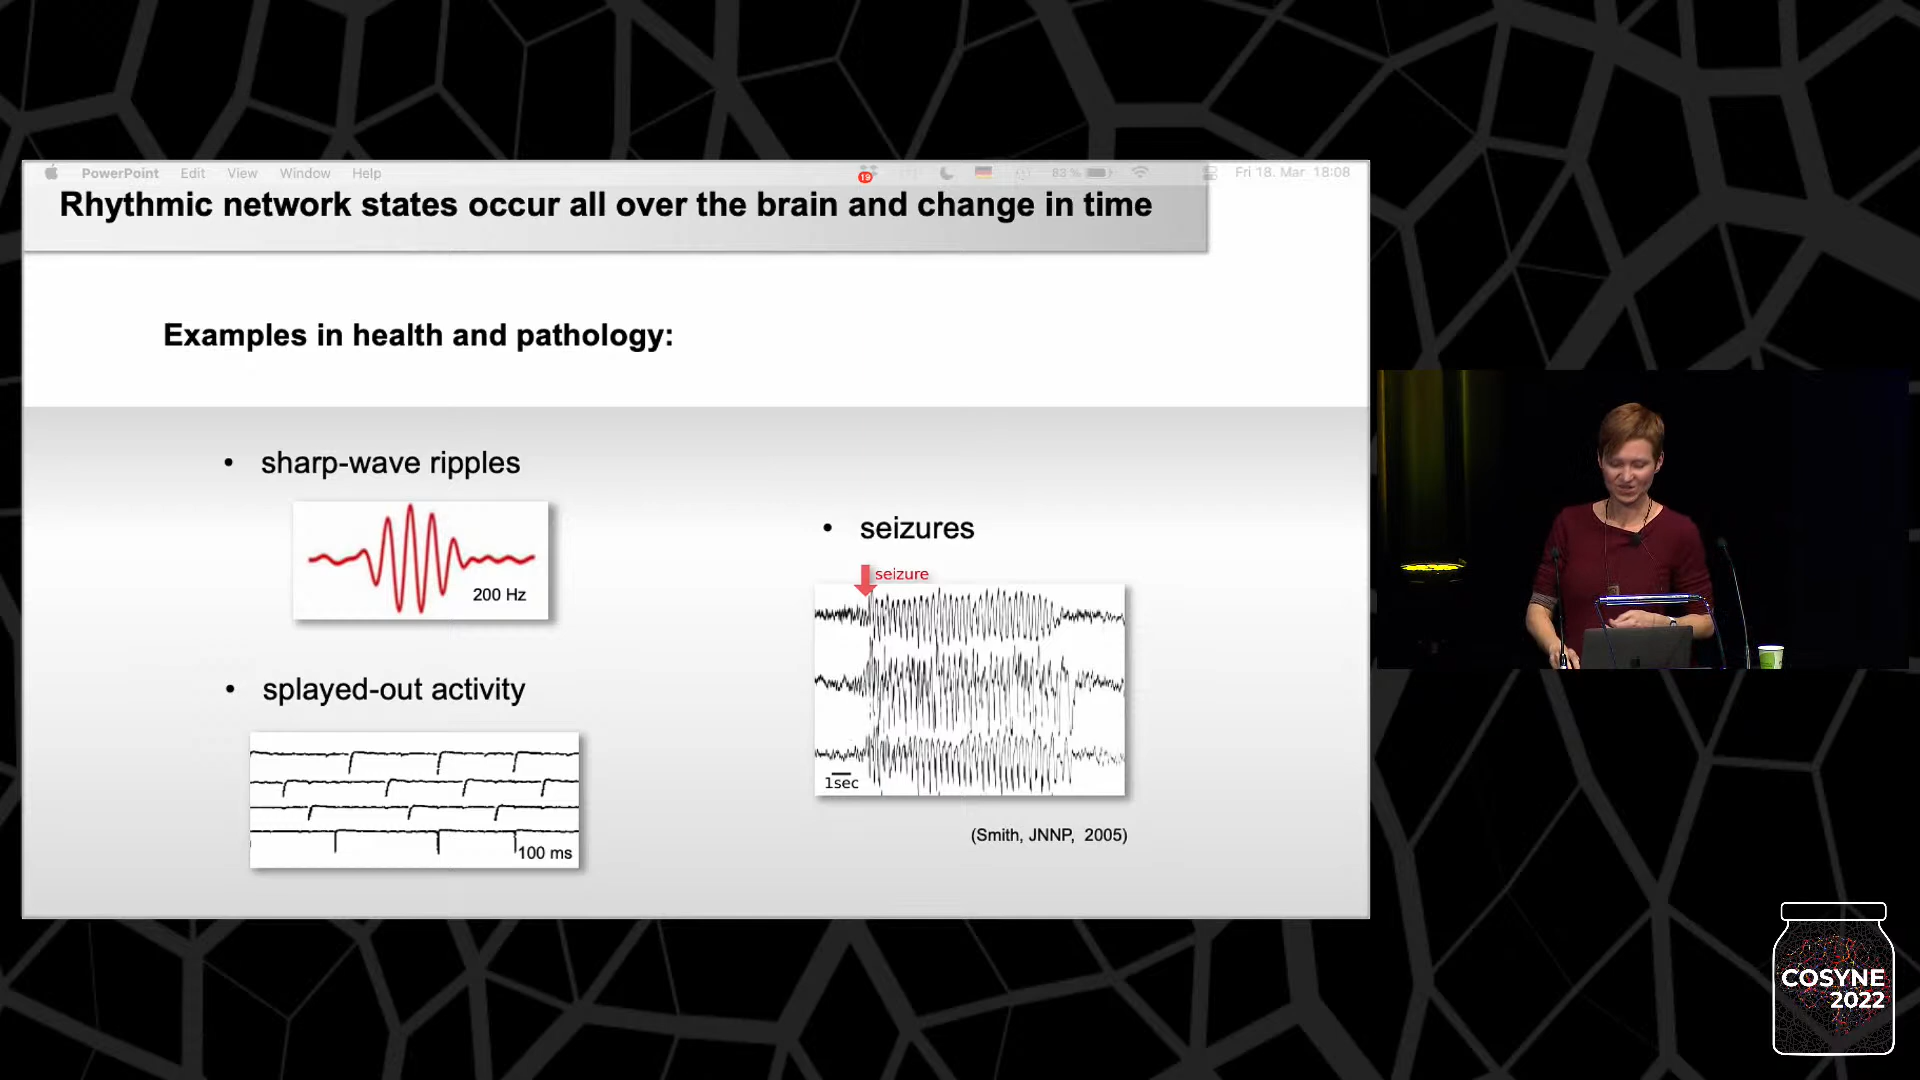 PowerPoint Edit View Window Help
19 83 % Fri 18. Mar 18:08
Rhythmic network states occur all over the brain and change in time
Examples in health and pathology:
• sharp-wave ripples
200 Hz
• splayed-out activity
100 ms
• seizures
seizure
1sec
(Smith, JNNP, 2005)
COSYNE
2022